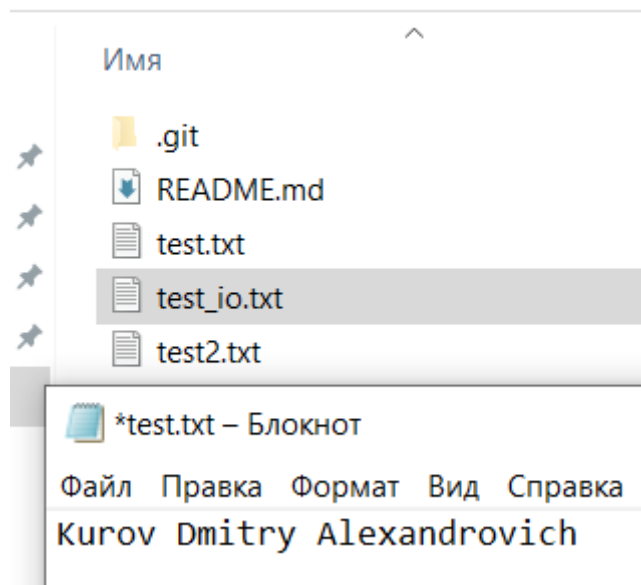 Имя
.git
README.md
test.txt
test_io.txt
test2.txt
*test.txt – Блокнот
Файл Правка Формат Вид Справка
Kurov Dmitry Alexandrovich